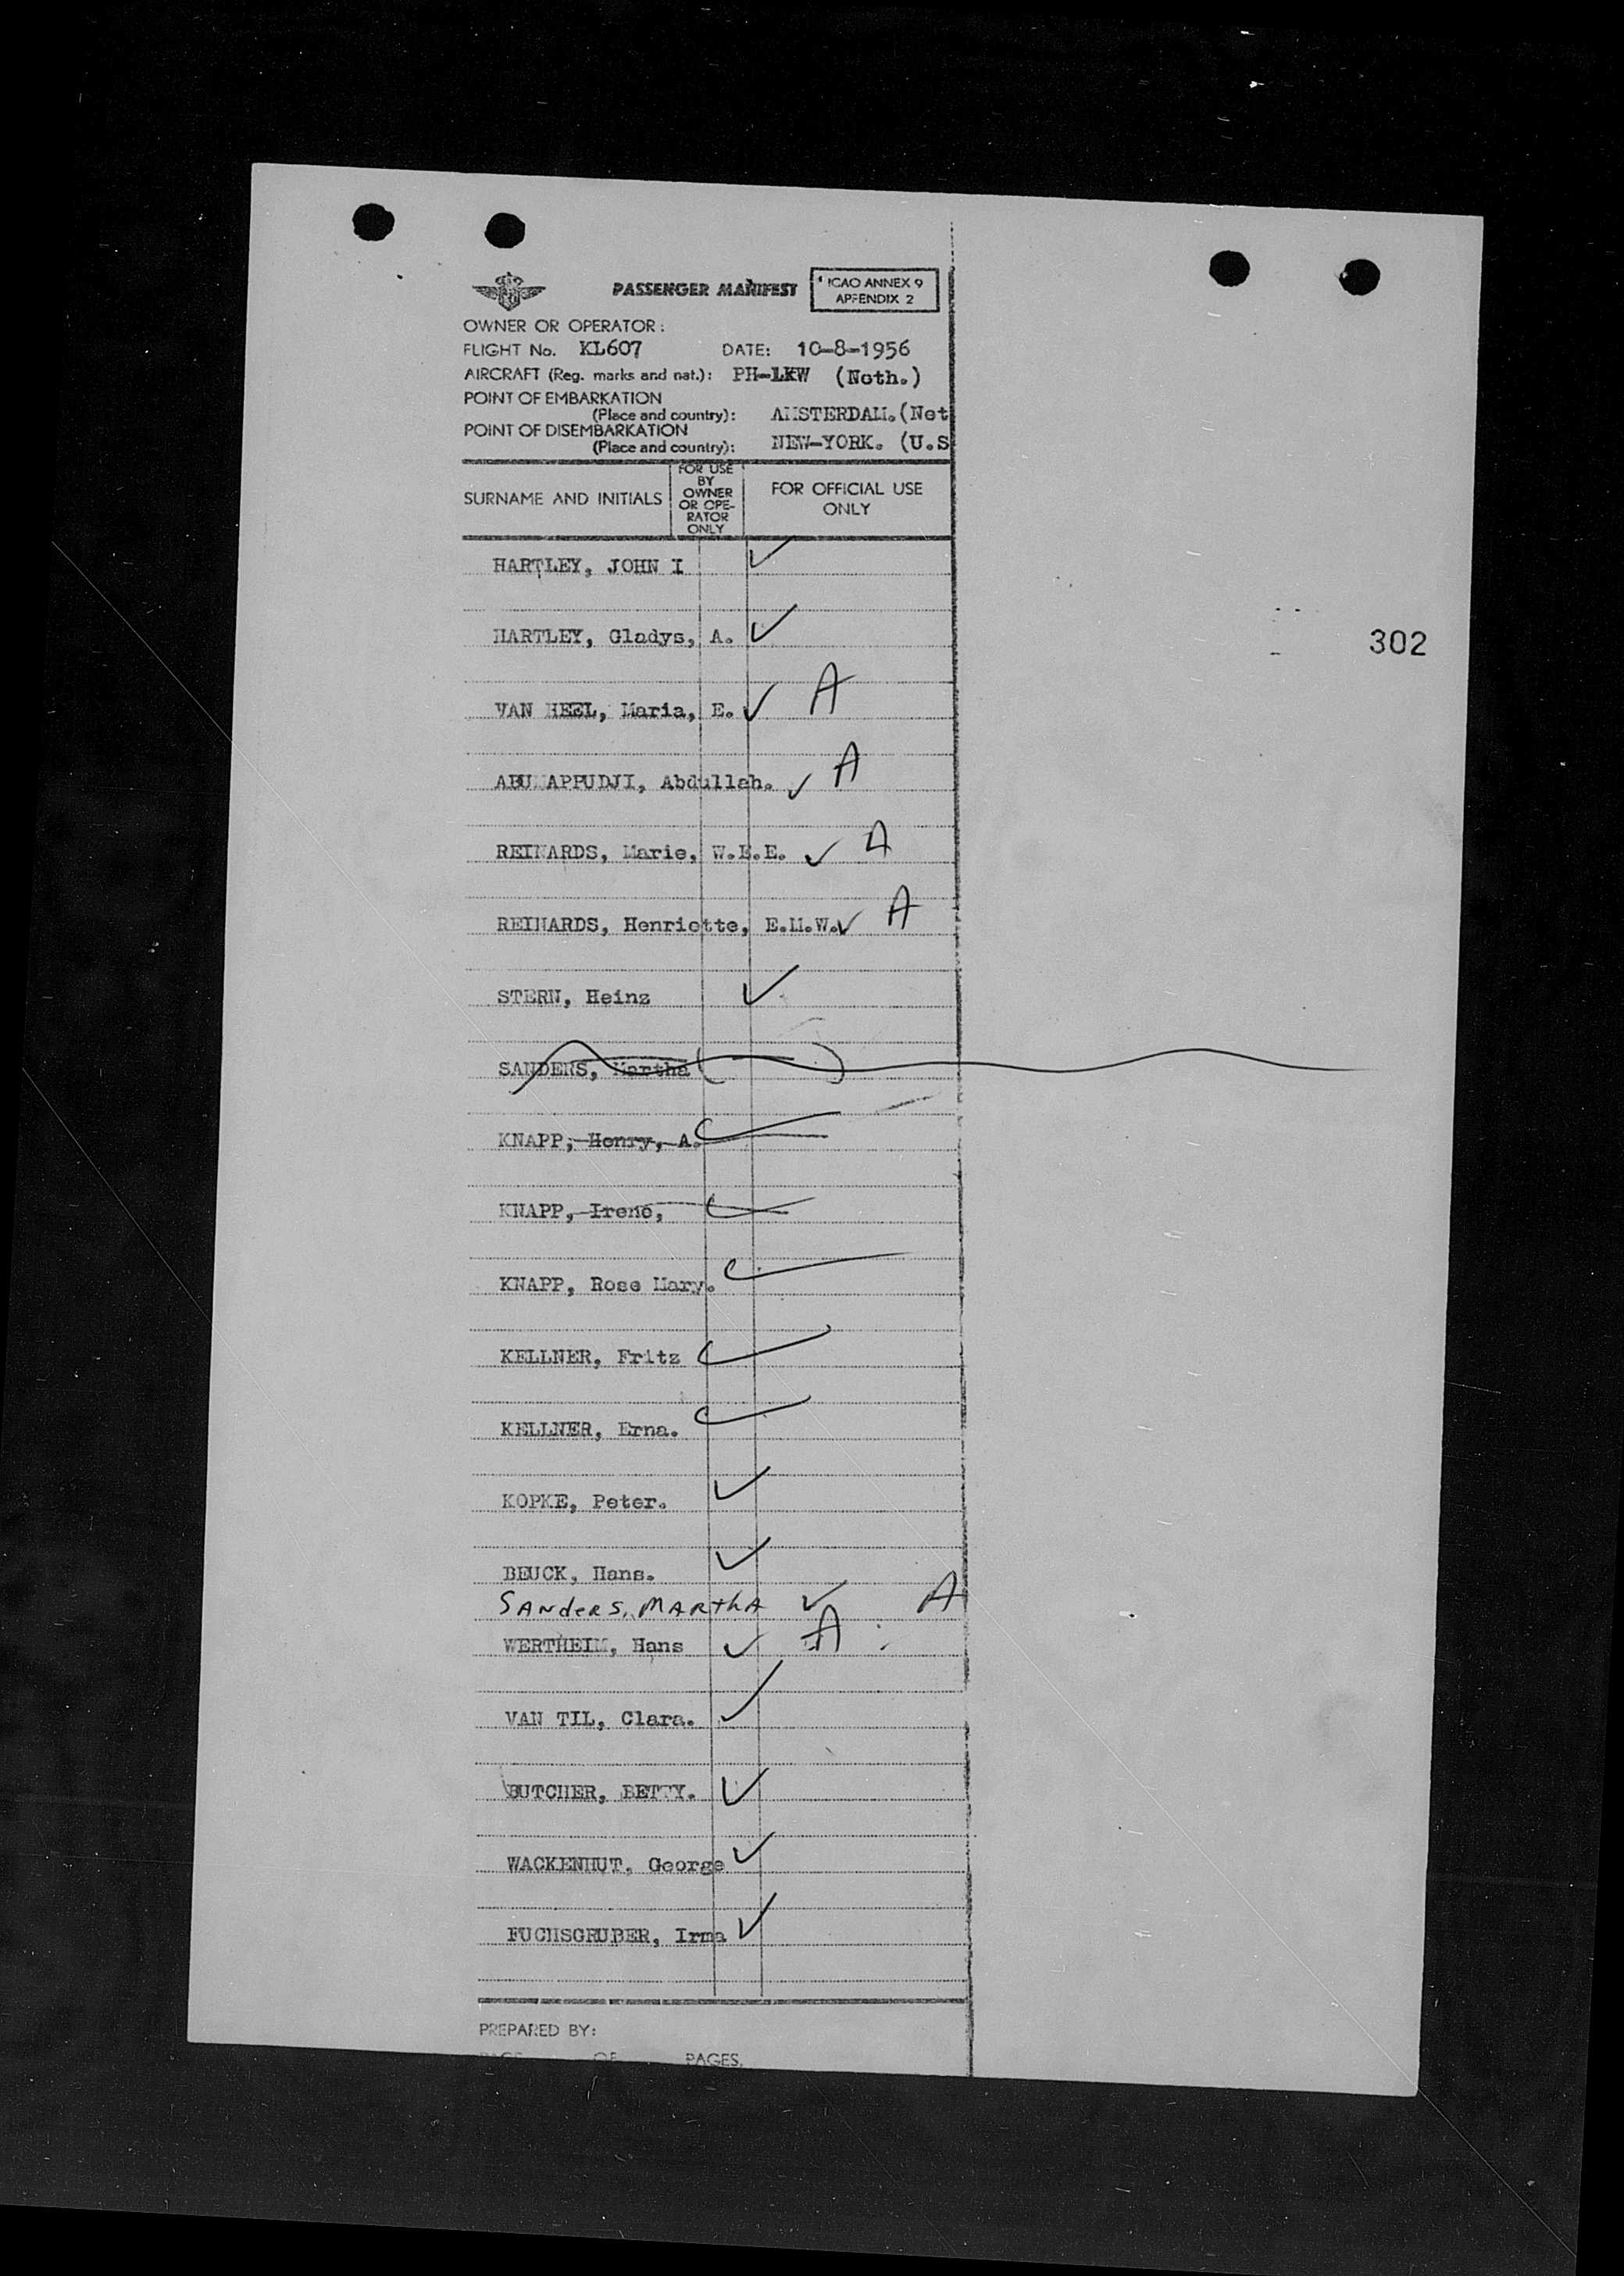 PASSENGER MANIFEST
ICAO ANNEX 9
APPENDIX 2
OWNER OR OPERATOR:
FLIGHT No. KL607 DATE: 10-8-1956
AIRCRAFT (Reg. marks and nat.): PH-LKW (Neth.)
POINT OF EMBARKATION
(Place and country): AMSTERDAM.(Net
POINT OF DISEMBARKATION
(Place and country): NEW-YORK. (U.S
SURNAME AND INITIALS
FOR USE
BY
OWNER
OR OPE-
RATOR
ONLY
FOR OFFICIAL USE
ONLY
HARTLEY, JOHN I
HARTLEY, Gladys, A.
302
VAN HEEL, Maria, E. A
Abdullah. A
Marie, A
Henriette, E.M.W. A
STERN, Heinz
SANDERS, Martha
KNAPP, Henry, A.
KNAPP, Irene,
KNAPP, Rose Mary.
KELLNER, Fritz
KELLNER, Erna.
KOPKE, Peter.
BEUCK, Hans.
SANdeRS, MARthA A
WERTHEIM, Hans A
VAN TIL, Clara.
BUTCHER, BETTY.
WACKENHUT, George
FUCHSGRUBER, Irma
PREPARED BY:
PAGE OF PAGES.